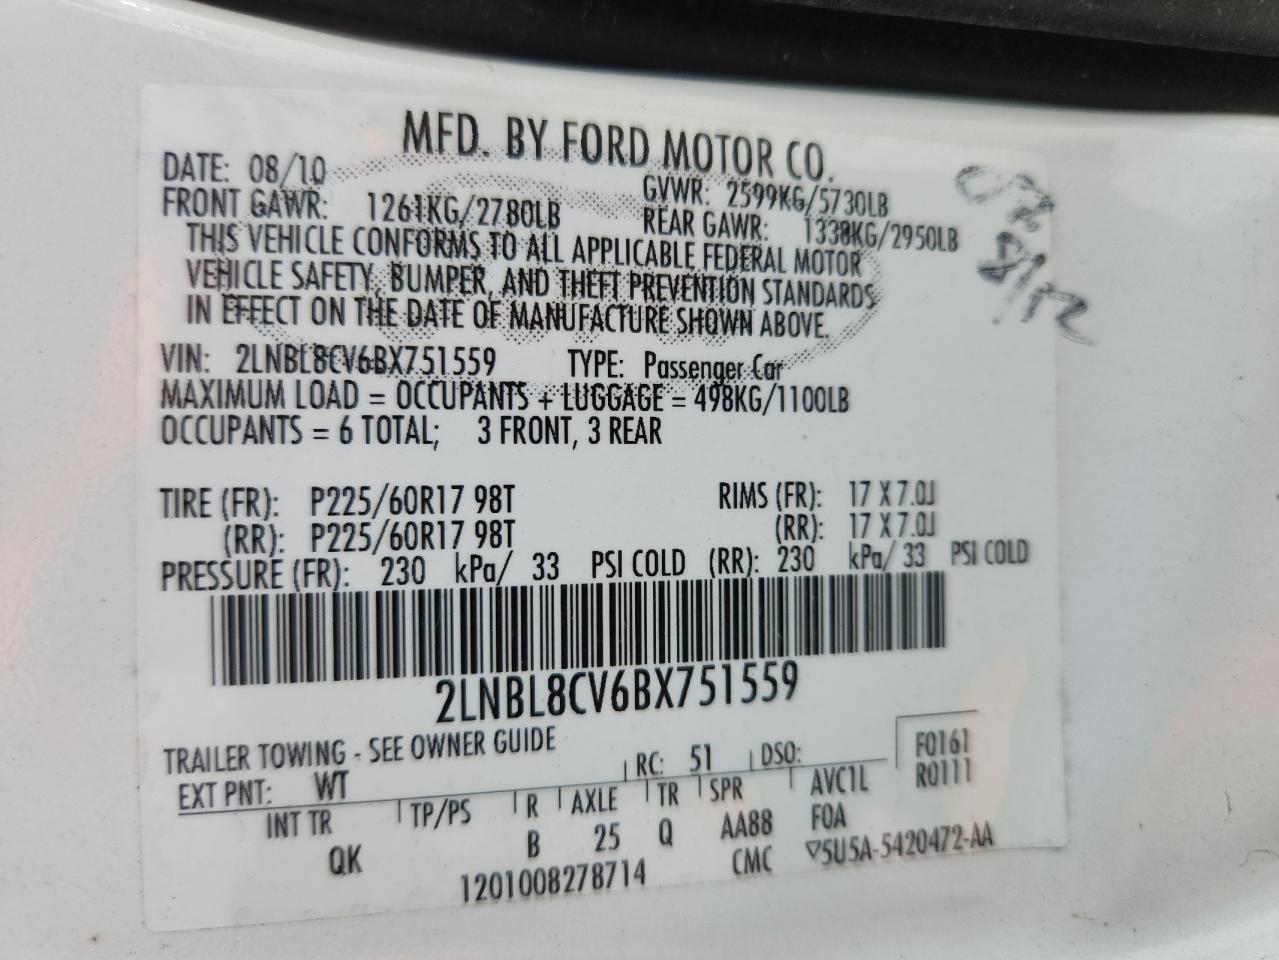 MFD. BY FORD MOTOR CO.
DATE: 08/10 GVWR: 2599KG/5730LB
FRONT GAWR: 1261KG/2780LB REAR GAWR: 1338KG/2950LB
THIS VEHICLE CONFORMS TO ALL APPLICABLE FEDERAL MOTOR
VEHICLE SAFETY, BUMPER, AND THEFT PREVENTION STANDARDS
IN EFFECT ON THE DATE OF MANUFACTURE SHOWN ABOVE.
VIN: 2LNBL8CV6BX751559 TYPE: Passenger Car
MAXIMUM LOAD = OCCUPANTS + LUGGAGE = 498KG/1100LB
OCCUPANTS = 6 TOTAL; 3 FRONT, 3 REAR
TIRE (FR): P225/60R17 98T RIMS (FR): 17 X 7.0J
(RR): P225/60R17 98T (RR): 17 X 7.0J
PRESSURE (FR): 230 kPa/ 33 PSI COLD (RR): 230 kPa/ 33 PSI COLD
2LNBL8CV6BX751559
TRAILER TOWING - SEE OWNER GUIDE
EXT PNT: WT RC: 51 DSO: F0161
R0111
INT TR TP/PS R AXLE TR SPR AVC1L
QK B 25 Q AA88 FOA
1201008278714 CMC ▽5U5A-5420472-AA